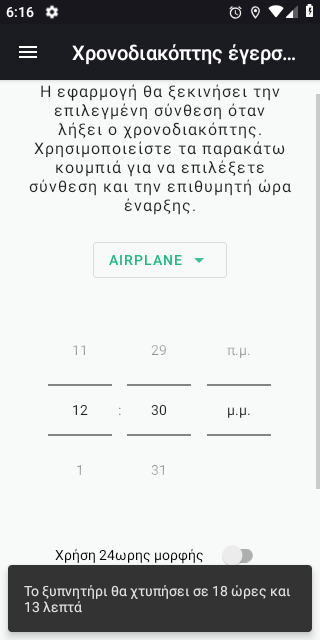 6:16
Χρονοδιακόπτης έγερσ...
Η εφαρμογή θα ξεκινήσει την
επιλεγμένη σύνθεση όταν
λήξει ο χρονοδιακόπτης.
Χρησιμοποιείστε τα παρακάτω
κουμπιά για να επιλέξετε
σύνθεση και την επιθυμητή ώρα
έναρξης.
AIRPLANE
11 29 π.μ.
12 : 30 μ.μ.
1 31
Χρήση 24ωρης μορφής
Το ξυπνητήρι θα χτυπήσει σε 18 ώρες και
13 λεπτά